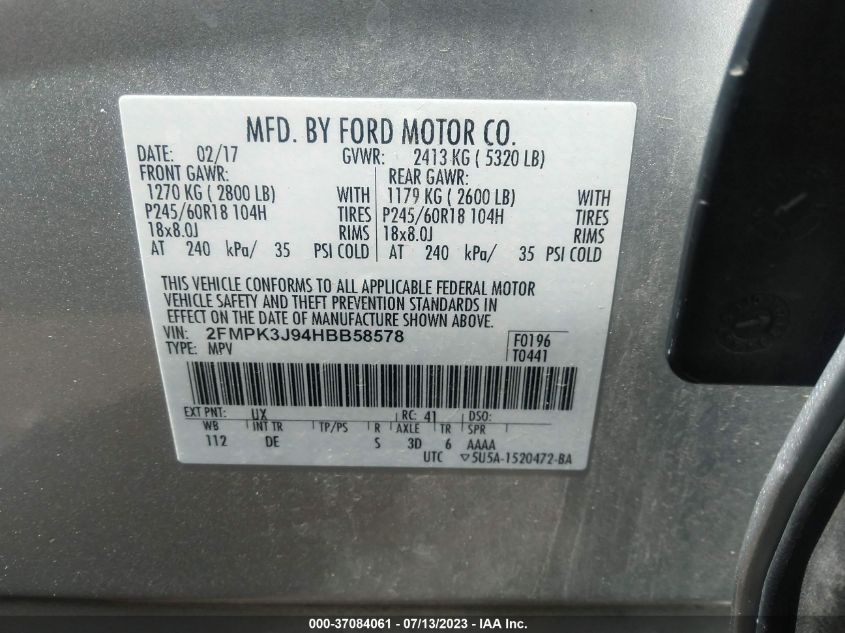 MFD. BY FORD MOTOR CO.
DATE: 02/17 GVWR: 2413 KG ( 5320 LB)
FRONT GAWR: REAR GAWR:
1270 KG ( 2800 LB) WITH 1179 KG ( 2600 LB) WITH
P245/60R18 104H TIRES P245/60R18 104H TIRES
18x8.0J RIMS 18x8.0J RIMS
AT 240 kPa/ 35 PSI COLD AT 240 kPa/ 35 PSI COLD
THIS VEHICLE CONFORMS TO ALL APPLICABLE FEDERAL MOTOR
VEHICLE SAFETY AND THEFT PREVENTION STANDARDS IN
EFFECT ON THE DATE OF MANUFACTURE SHOWN ABOVE.
VIN: 2FMPK3J94HBB58578 F0196
TYPE: MPV T0441
EXT PNT: UX RC: 41 DSO:
WB INT TR TP/PS R AXLE TR SPR
112 DE S 3D 6 AAAA
UTC ▽5U5A-1520472-BA
000-37084061 - 07/13/2023 - IAA Inc.